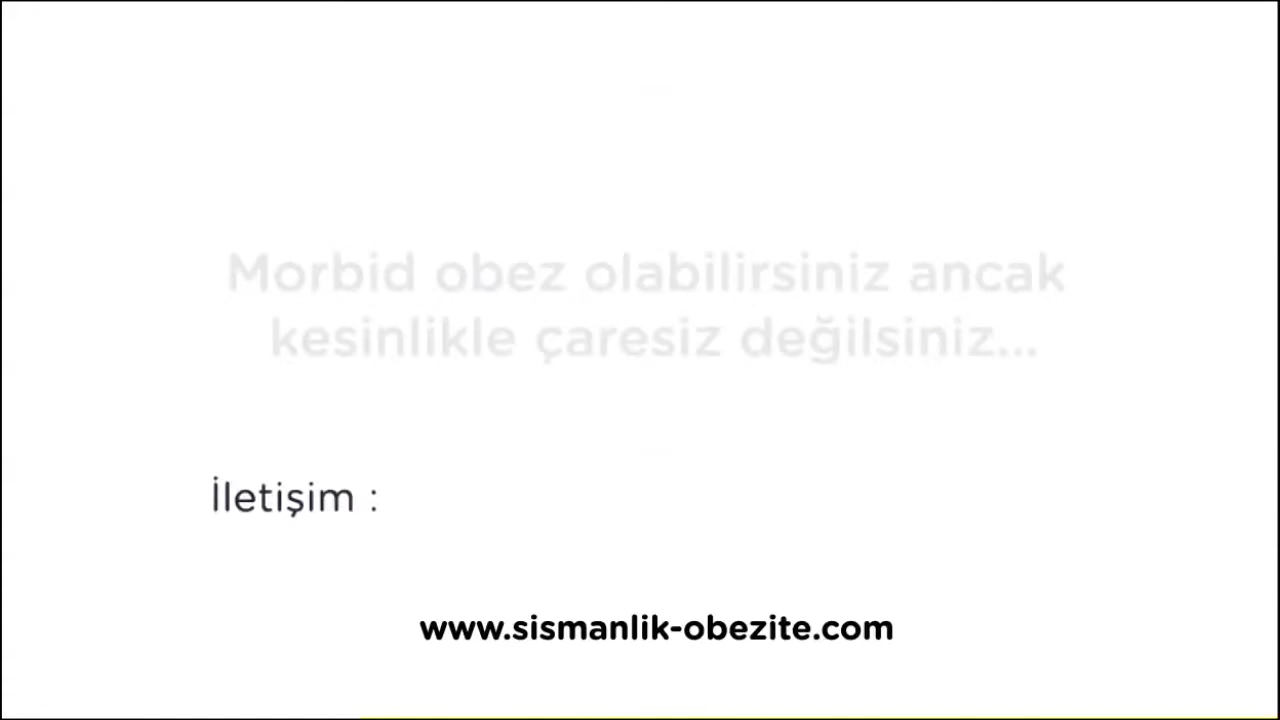 Morbid obez olabilirsiniz ancak
kesinlikle çaresiz değilsiniz...
İletişim :
www.sismanlik-obezite.com